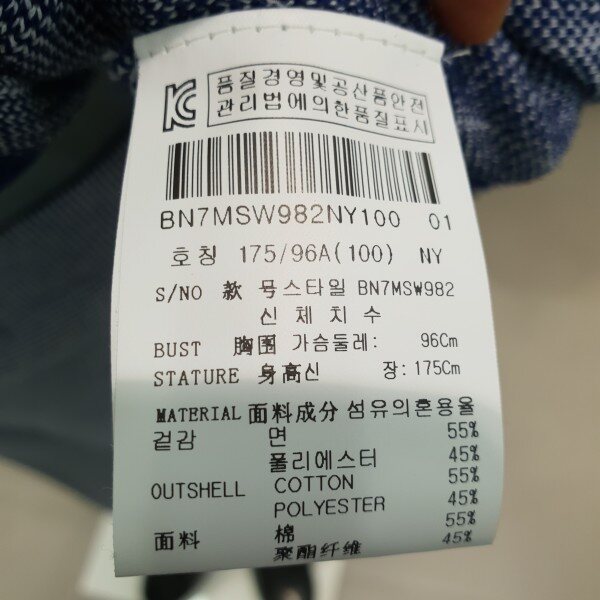 품질경영및공산품안전
관리법에의한품질표시
BN7MSW982NY100 01
호칭 175/96A(100) NY
S/NO 款 号스타일 BN7MSW982
신체치수
BUST 胸围 가슴둘레: 96Cm
STATURE 身高신 장: 175Cm
MATERIAL 面料成分 섬유의혼용율
겉감 면 55%
폴리에스터 45%
OUTSHELL COTTON 55%
POLYESTER 45%
面料 棉 55%
聚酯纤维 45%